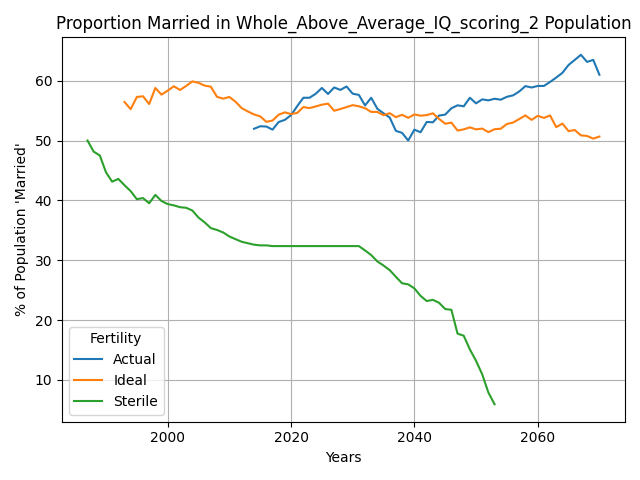 Proportion Married in Whole_Above_Average_IQ_scoring_2 Population
% of Population 'Married'
60
50
40
30
20
10
Fertility
Actual
Ideal
Sterile
2000
2020
2040
2060
Years